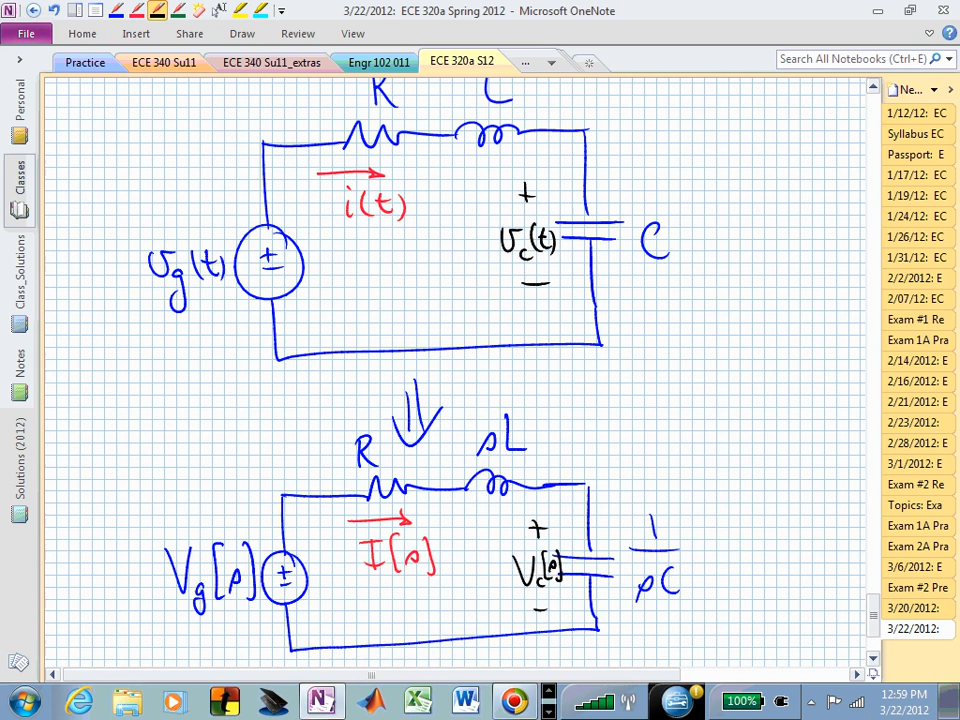 3/22/2012: ECE 320a Spring 2012 - Microsoft OneNote
File Home Insert Share Draw Review View
Practice ECE 340 Su11 ECE 340 Su11_extras Engr 102 011 ECE 320a S12 ...
Search All Notebooks (Ctrl+E)
Personal
Classes
Class_Solutions
Notes
Solutions (2012)
R L
i(t)
+
v_c(t)
−
C
v_g(t)
+
−
R sL
I[s]
+
V_c[s]
−
1
sC
V_g[s]
+
−
Ne...
1/12/12: EC
Syllabus EC
Passport: E
1/17/12: EC
1/19/12: EC
1/24/12: EC
1/26/12: EC
1/31/12: EC
2/2/2012: E
2/07/12: EC
Exam #1 Re
Exam 1A Pra
2/14/2012: E
2/16/2012: E
2/21/2012: E
2/23/2012:
2/28/2012: E
3/1/2012: E
Exam #2 Re
Topics: Exa
Exam 1A Pra
Exam 2A Pra
3/6/2012: E
Exam #2 Pre
3/20/2012:
3/22/2012:
100%
12:59 PM
3/22/2012